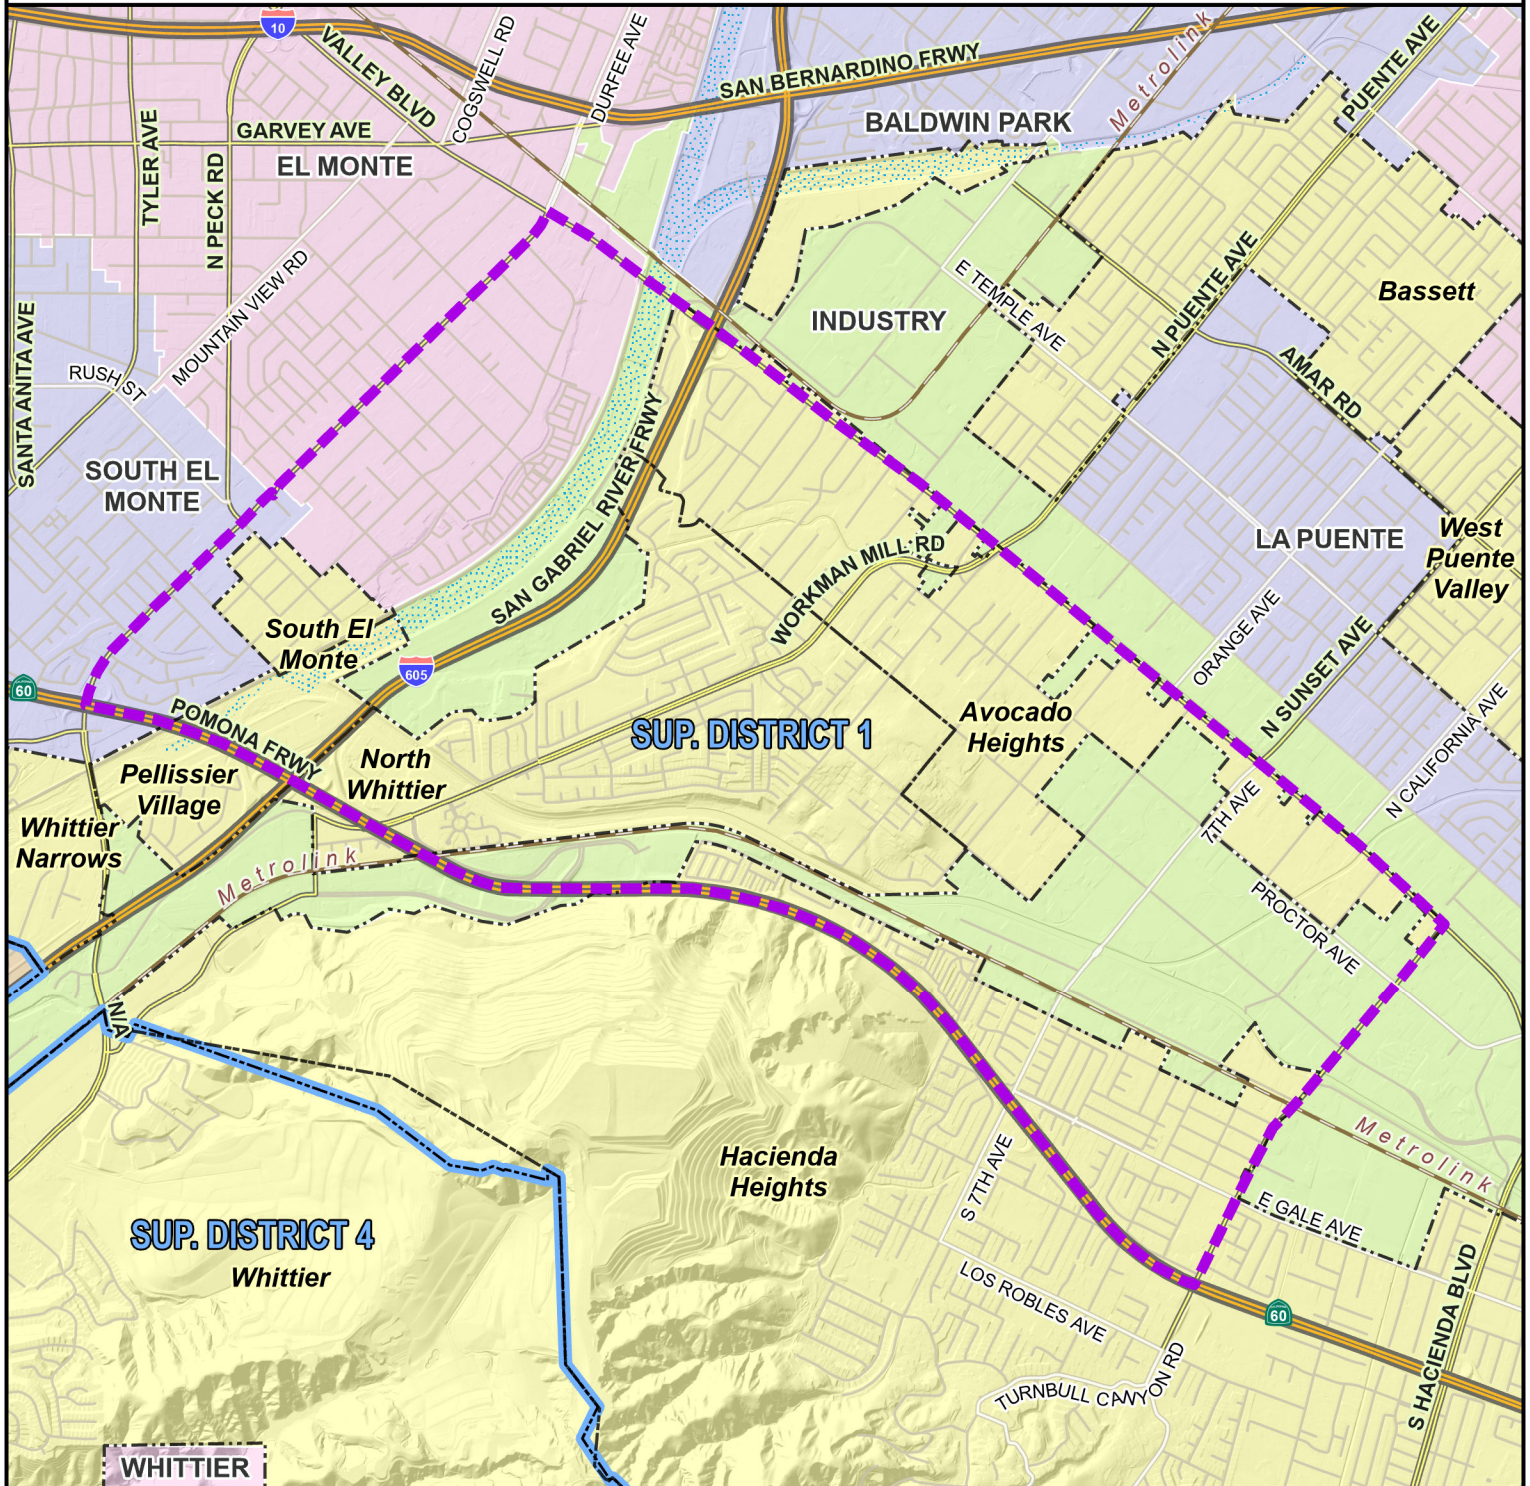 10
VALLEY BLVD
COGSWELL RD
DURFEE AVE
SAN BERNARDINO FRWY
Metrolink
PUENTE AVE
TYLER AVE
GARVEY AVE
EL MONTE
N PECK RD
BALDWIN PARK
MOUNTAIN VIEW RD
E TEMPLE AVE
N PUENTE AVE
Bassett
INDUSTRY
SANTA ANITA AVE
RUSH ST
AMAR RD
SAN GABRIEL RIVER FRWY
SOUTH EL
MONTE
LA PUENTE
West
Puente
Valley
WORKMAN MILL RD
ORANGE AVE
N SUNSET AVE
South El
Monte
605
60
POMONA FRWY
SUP. DISTRICT 1
Avocado
Heights
N CALIFORNIA AVE
North
Whittier
Pellissier
Village
7TH AVE
Whittier
Narrows
Metrolink
PROCTOR AVE
N/A
Metrolink
Hacienda
Heights
S 7TH AVE
E GALE AVE
SUP. DISTRICT 4
Whittier
LOS ROBLES AVE
60
S HACIENDA BLVD
TURNBULL CANYON RD
WHITTIER